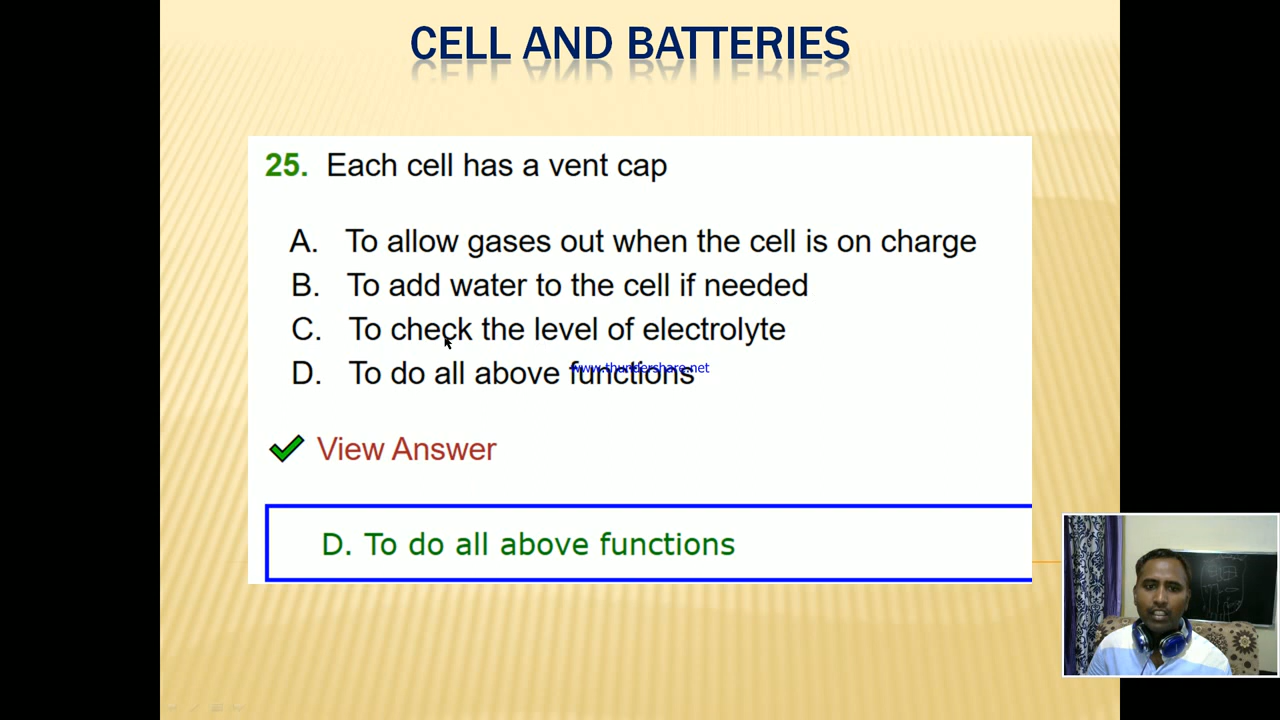 CELL AND BATTERIES
25. Each cell has a vent cap
A. To allow gases out when the cell is on charge
B. To add water to the cell if needed
C. To check the level of electrolyte
www.thundershare.net
D. To do all above functions
View Answer
D. To do all above functions